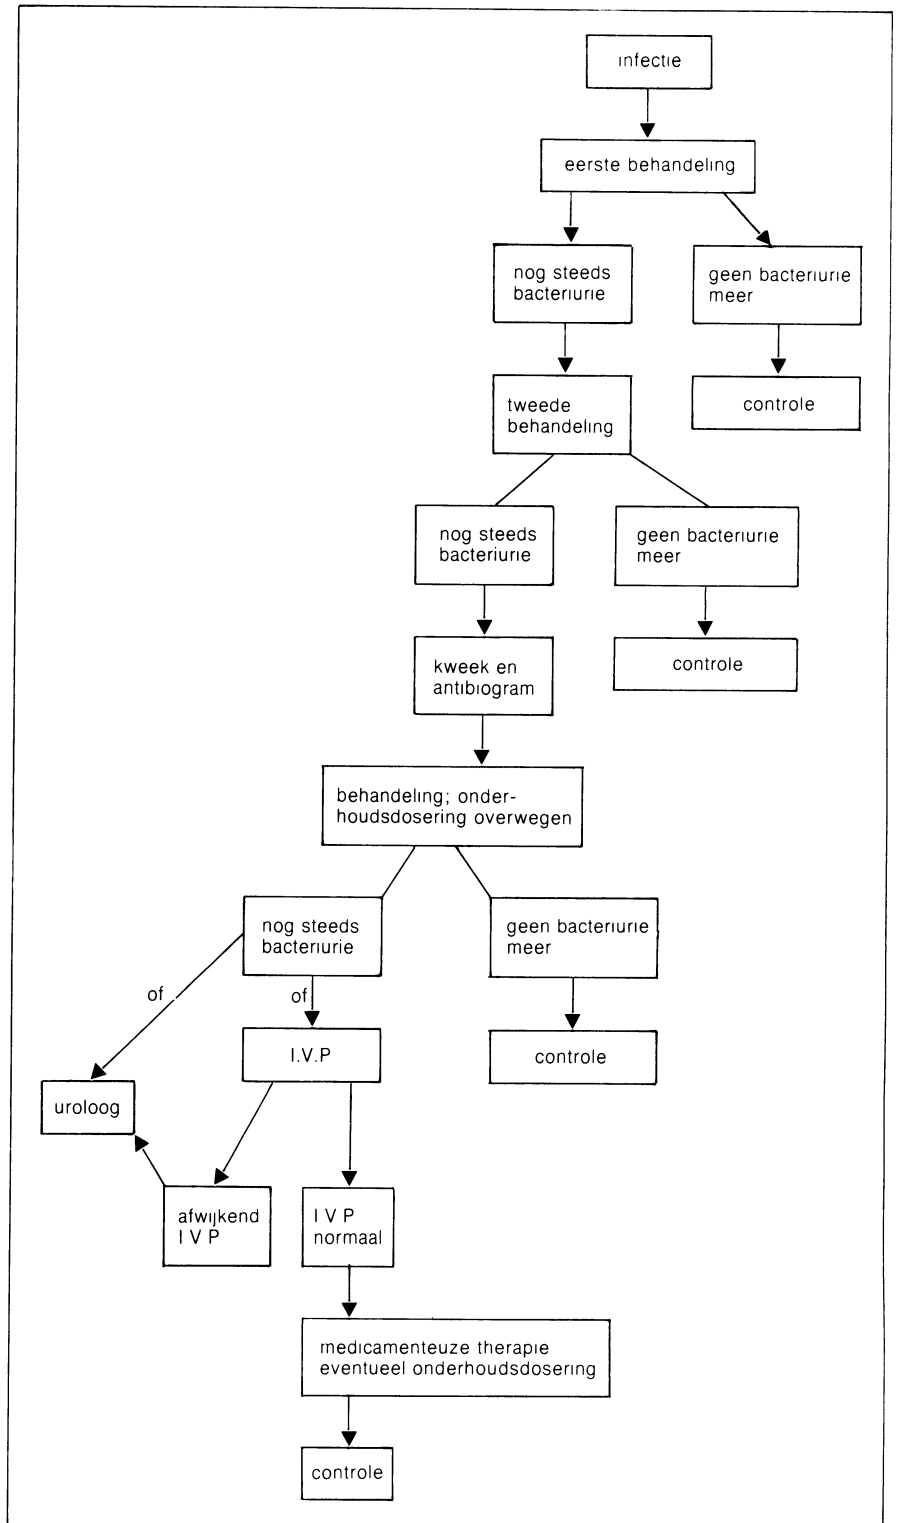 infectie
eerste behandeling
nog steeds
bacteriurie
geen bacteriurie
meer
tweede
behandeling
controle
nog steeds
bacteriurie
geen bacteriurie
meer
kweek en
antibiogram
controle
behandeling; onder-
houdsdosering overwegen
nog steeds
bacteriurie
geen bacteriurie
meer
of
of
I.V.P
controle
uroloog
afwijkend
I V P
I V P
normaal
medicamenteuze therapie
eventueel onderhoudsdosering
controle